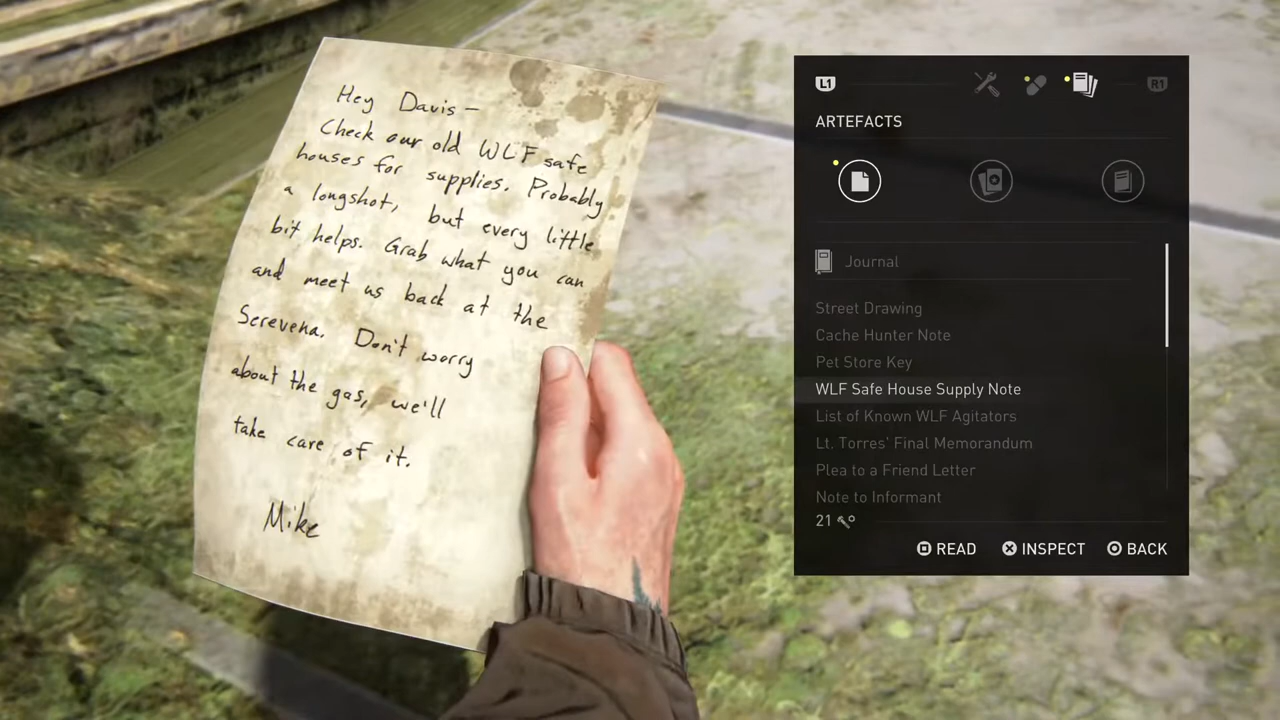 Hey Davis-
Check our old WLF safe
houses for supplies. Probably
a longshot, but every little
bit helps. Grab what you can
and meet us back at the
Serevena. Don't worry
about the gas, we'll
take care of it.
Mike
L1
R1
ARTEFACTS
Journal
Street Drawing
Cache Hunter Note
Pet Store Key
WLF Safe House Supply Note
List of Known WLF Agitators
Lt. Torres' Final Memorandum
Plea to a Friend Letter
Note to Informant
21
READ INSPECT BACK